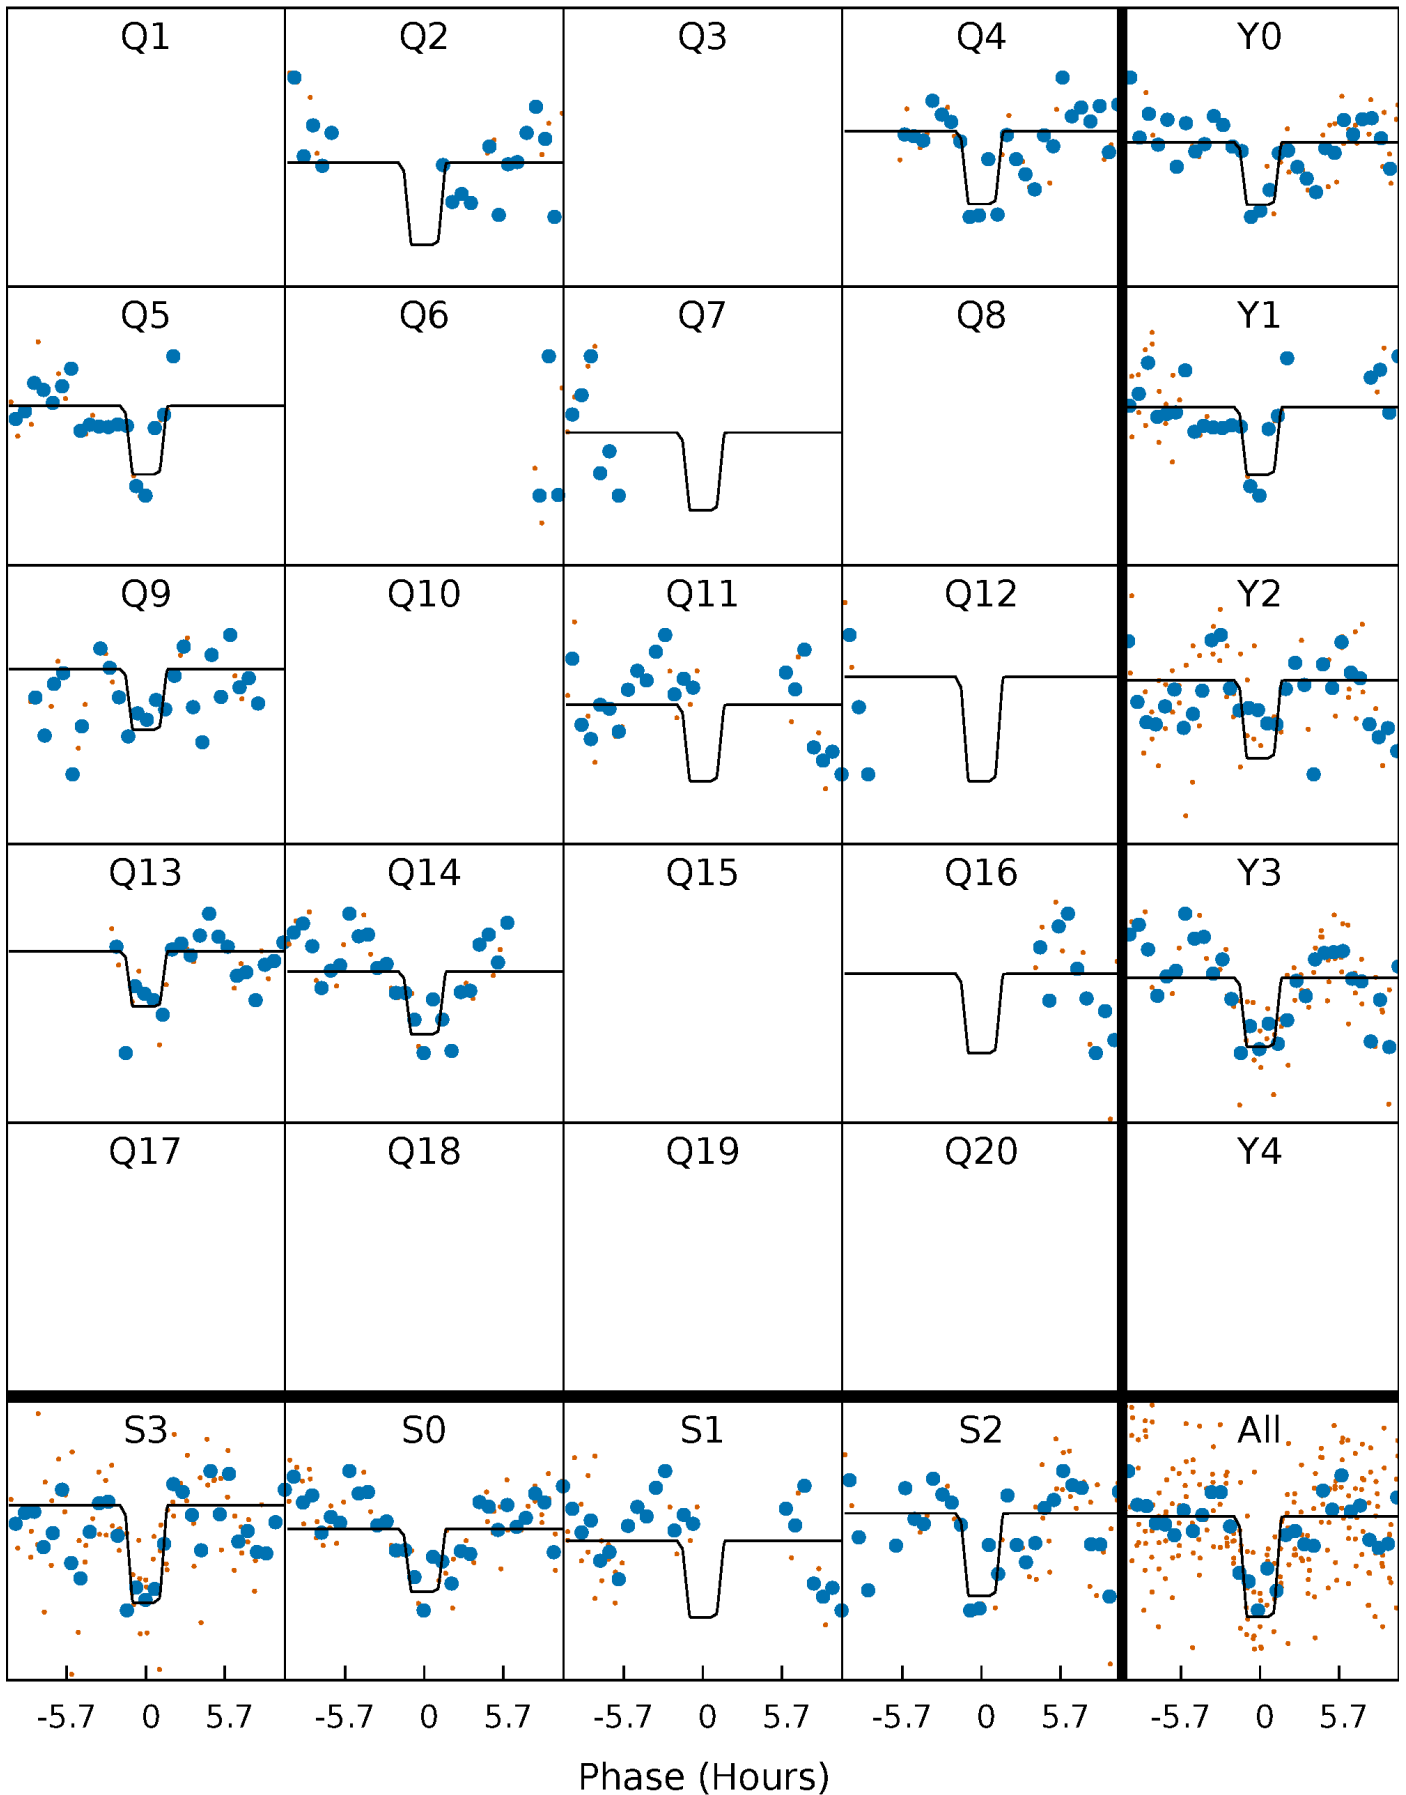 Q1 Q2 Q3 Q4 Y0
Q5 Q6 Q7 Q8 Y1
Q9 Q10 Q11 Q12 Y2
Q13 Q14 Q15 Q16 Y3
Q17 Q18 Q19 Q20 Y4
S3 S0 S1 S2 All
-5.7 0 5.7 -5.7 0 5.7 -5.7 0 5.7 -5.7 0 5.7 -5.7 0 5.7
Phase (Hours)